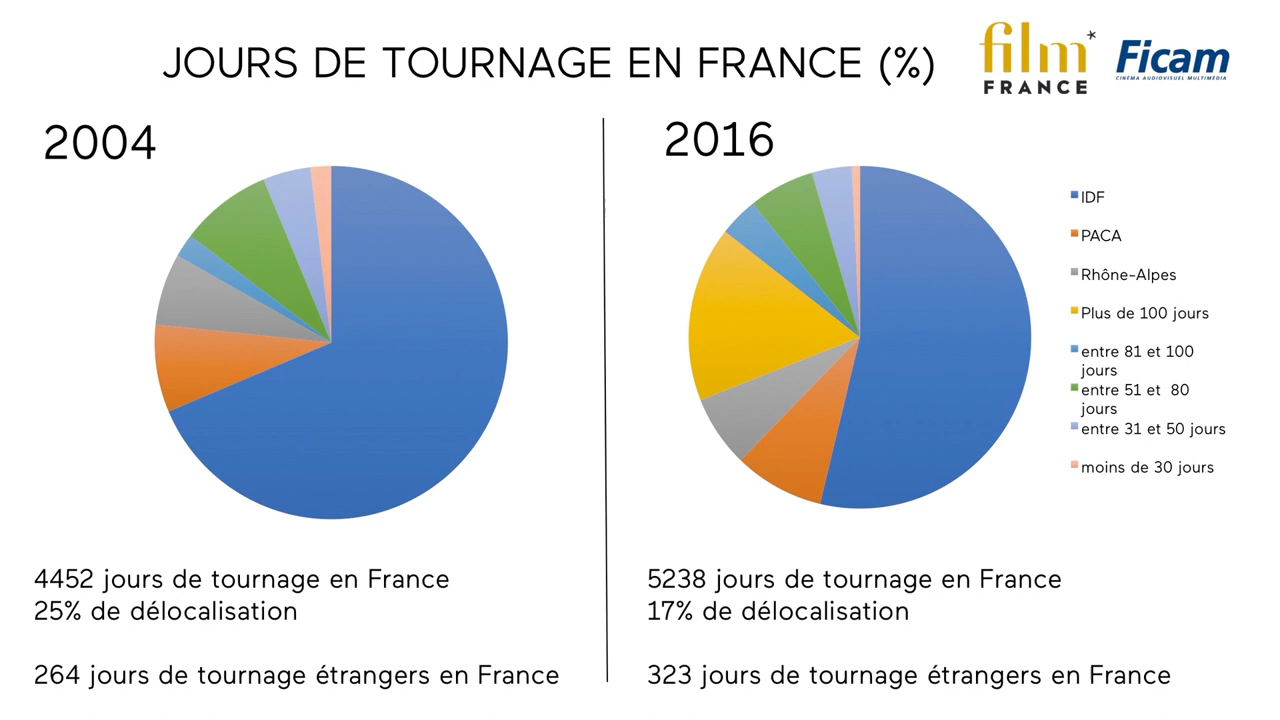 JOURS DE TOURNAGE EN FRANCE (%)
film*
FRANCE
Ficam
CINÉMA AUDIOVISUEL MULTIMÉDIA
2004
2016
IDF
PACA
Rhône-Alpes
Plus de 100 jours
entre 81 et 100
jours
entre 51 et 80
jours
entre 31 et 50 jours
moins de 30 jours
4452 jours de tournage en France
25% de délocalisation
264 jours de tournage étrangers en France
5238 jours de tournage en France
17% de délocalisation
323 jours de tournage étrangers en France